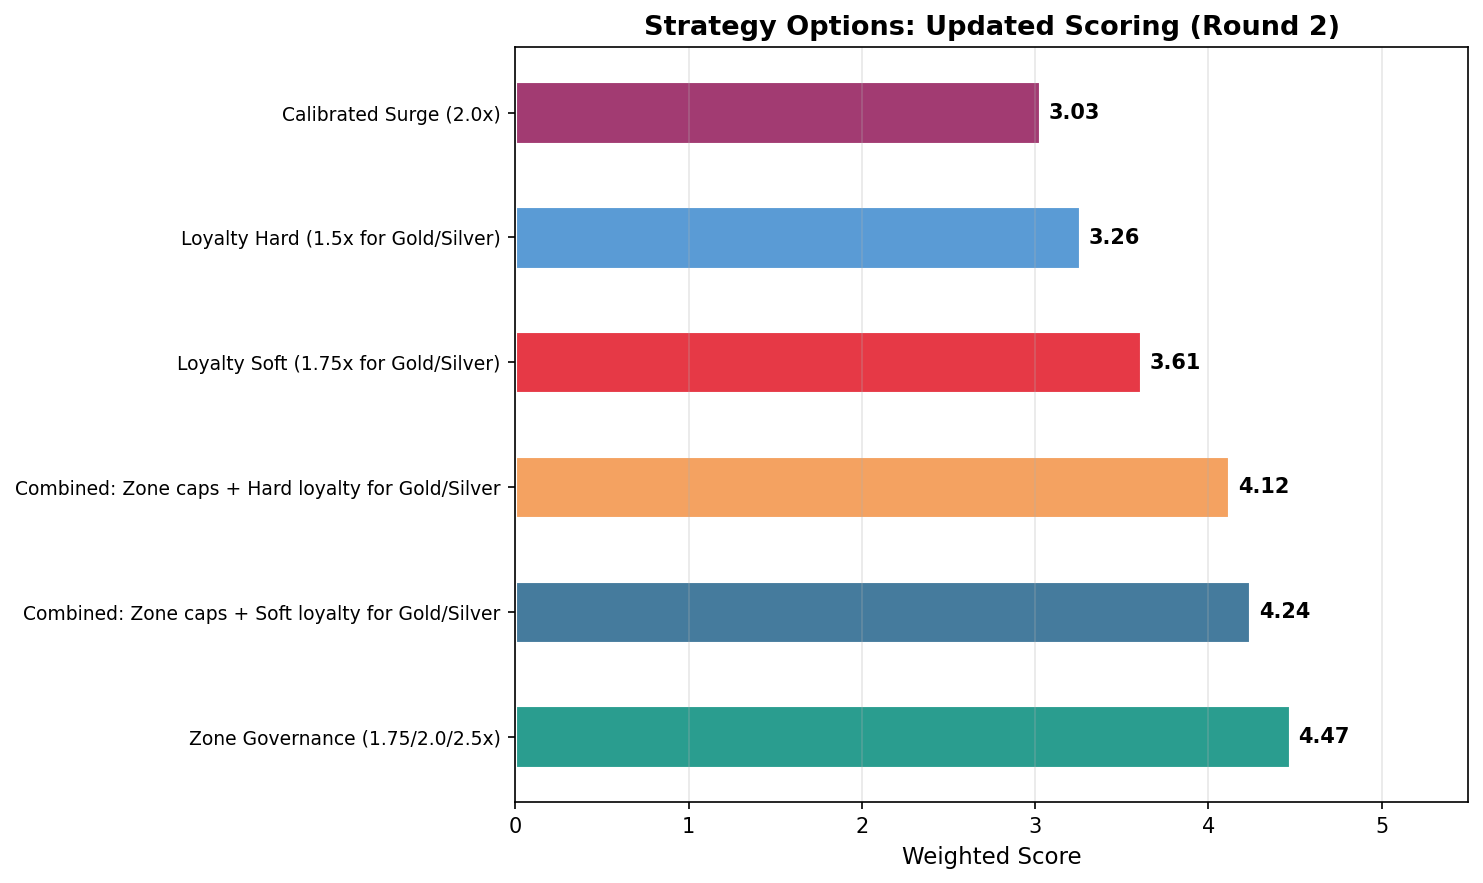 Strategy Options: Updated Scoring (Round 2)
Calibrated Surge (2.0x)
3.03
Loyalty Hard (1.5x for Gold/Silver)
3.26
Loyalty Soft (1.75x for Gold/Silver)
3.61
Combined: Zone caps + Hard loyalty for Gold/Silver
4.12
Combined: Zone caps + Soft loyalty for Gold/Silver
4.24
Zone Governance (1.75/2.0/2.5x)
4.47
0 1 2 3 4 5
Weighted Score